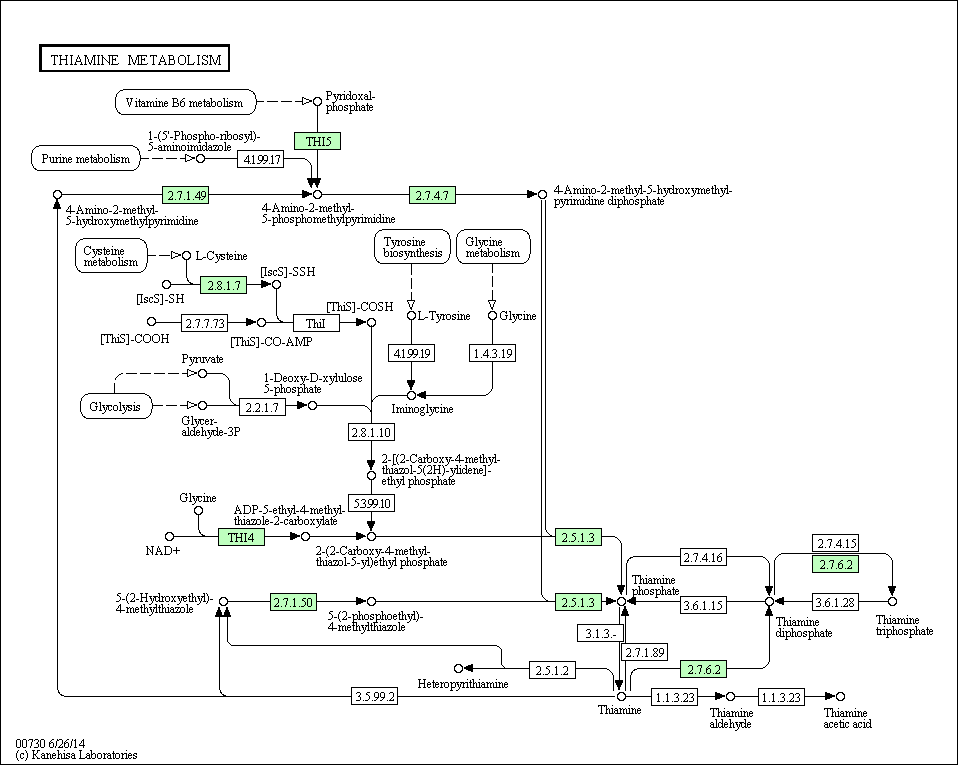 THIAMINE METABOLISM
Vitamine B6 metabolism
Pyridoxal-
phosphate
1-(5'-Phospho-ribosyl)-
5-aminoimidazole
THI5
Purine metabolism
4.1.99.17
2.7.1.49
2.7.4.7
4-Amino-2-methyl-5-hydroxymethyl-
pyrimidine diphosphate
4-Amino-2-methyl-
5-hydroxymethylpyrimidine
4-Amino-2-methyl-
5-phosphomethylpyrimidine
Cysteine
metabolism
L-Cysteine
Tyrosine
biosynthesis
Glycine
metabolism
[IscS]-SSH
2.8.1.7
[IscS]-SH
[ThiS]-COSH
L-Tyrosine
Glycine
2.7.7.73
ThiI
[ThiS]-COOH
[ThiS]-CO-AMP
4.1.99.19
1.4.3.19
Pyruvate
1-Deoxy-D-xylulose
5-phosphate
Glycolysis
2.2.1.7
Iminoglycine
Glycer-
aldehyde-3P
2.8.1.10
2-[(2-Carboxy-4-methyl-
thiazol-5(2H)-ylidene]-
ethyl phosphate
Glycine
5.3.99.10
ADP-5-ethyl-4-methyl-
thiazole-2-carboxylate
THI4
NAD+
2-(2-Carboxy-4-methyl-
thiazol-5-yl)ethyl phosphate
2.5.1.3
2.7.4.15
2.7.4.16
2.7.6.2
Thiamine
phosphate
5-(2-Hydroxyethyl)-
4-methylthiazole
2.7.1.50
2.5.1.3
3.6.1.15
3.6.1.28
5-(2-phosphoethyl)-
4-methylthiazole
Thiamine
diphosphate
Thiamine
triphosphate
3.1.3.-
2.7.1.89
2.5.1.2
2.7.6.2
Heteropyrithiamine
3.5.99.2
1.1.3.23
1.1.3.23
Thiamine
Thiamine
aldehyde
Thiamine
acetic acid
00730 6/26/14
(c) Kanehisa Laboratories